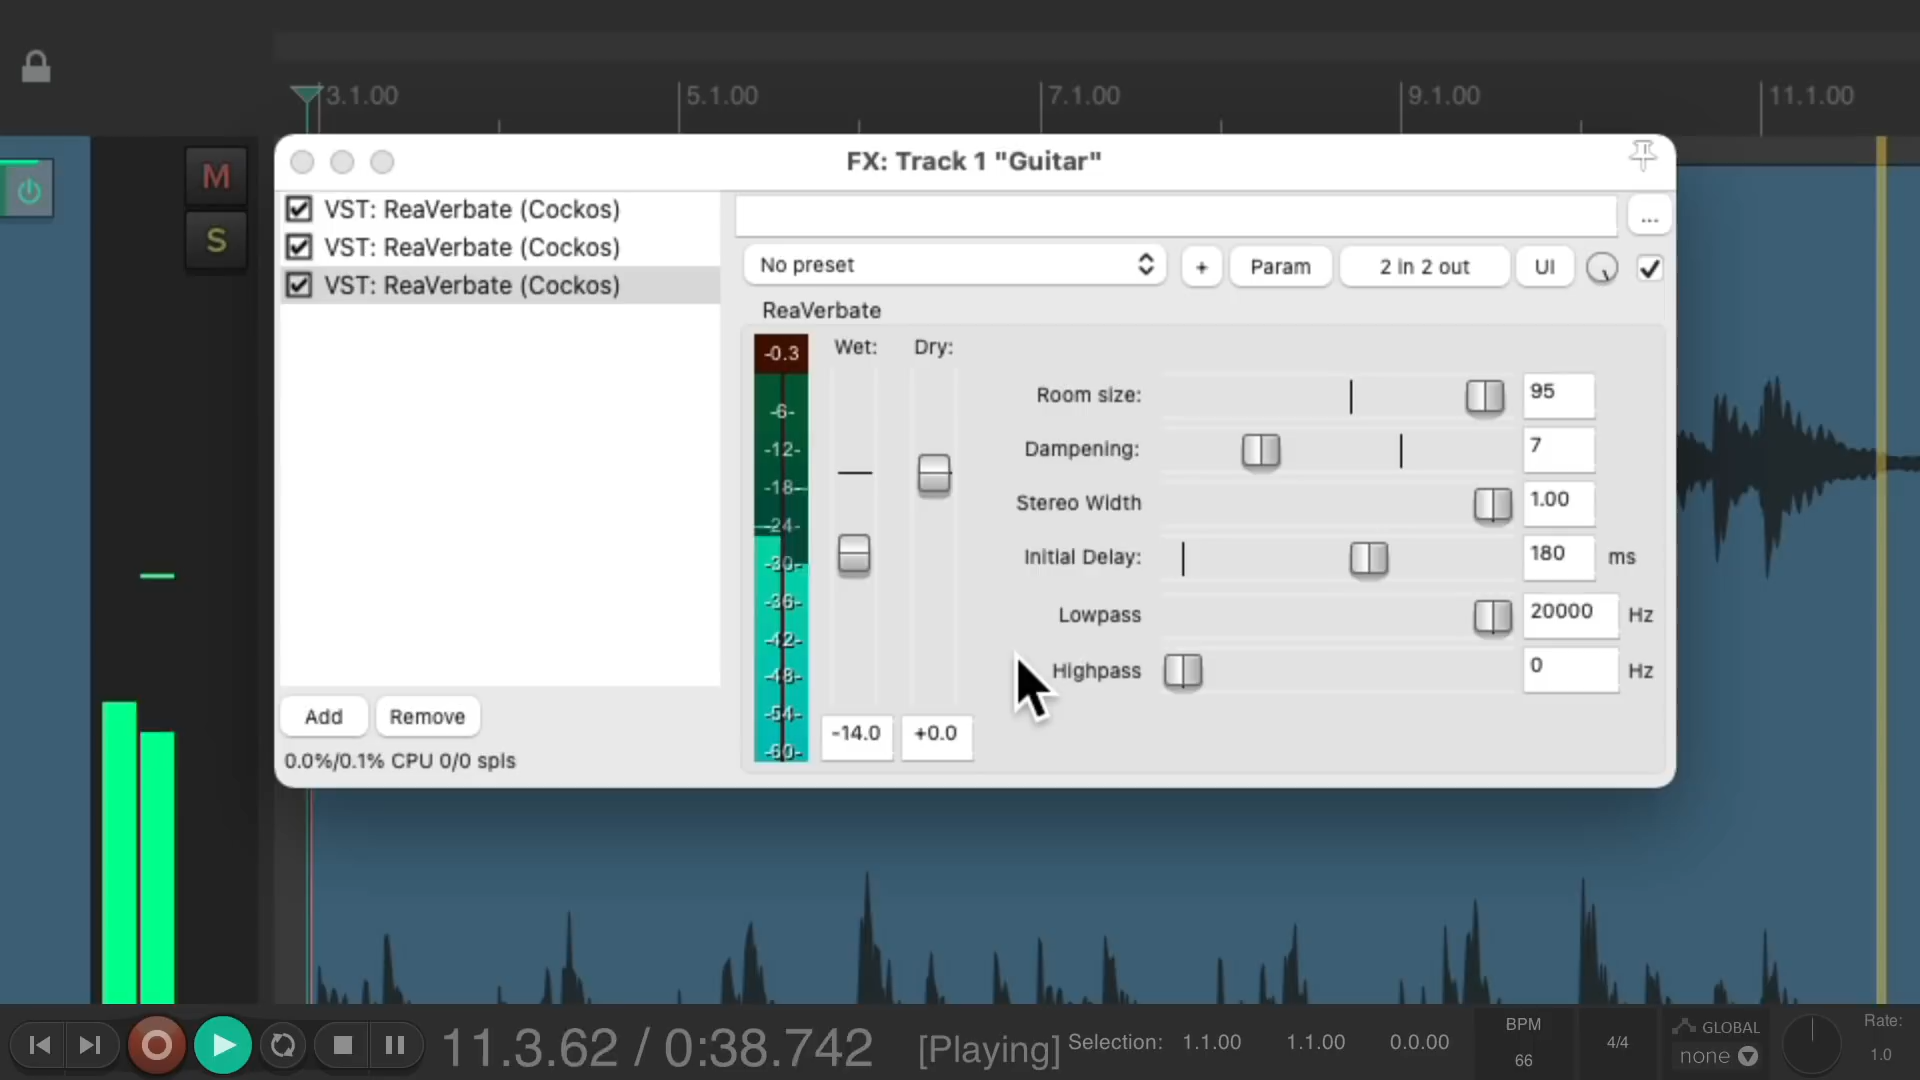 3.1.00
5.1.00
7.1.00
9.1.00
11.1.00
M
S
FX: Track 1 "Guitar"
VST: ReaVerbate (Cockos)
VST: ReaVerbate (Cockos)
VST: ReaVerbate (Cockos)
...
No preset
+
Param
2 in 2 out
UI
ReaVerbate
-0.3
-6-
-12-
-18-
-24-
-30-
-36-
-42-
-48-
-54-
-60-
Wet:
Dry:
-14.0
+0.0
Room size:
95
Dampening:
7
Stereo Width
1.00
Initial Delay:
180
ms
Lowpass
20000
Hz
Highpass
0
Hz
Add
Remove
0.0%/0.1% CPU 0/0 spls
11.3.62 / 0:38.742
[Playing]
Selection:
1.1.00
1.1.00
0.0.00
BPM
66
4/4
GLOBAL
none
Rate:
1.0